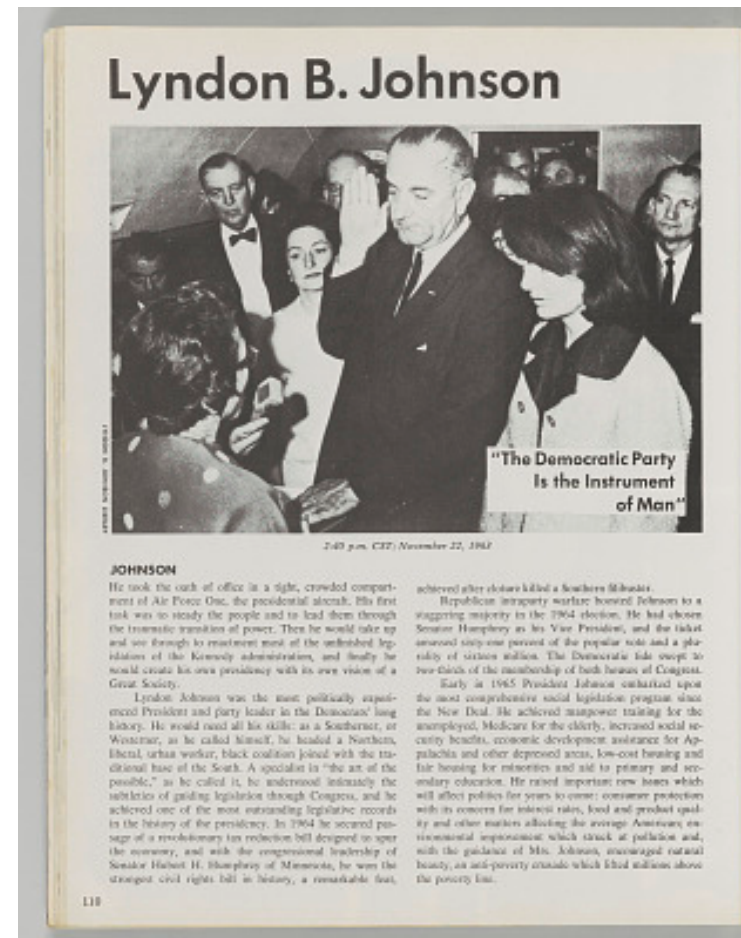 Lyndon B. Johnson
"The Democratic Party
Is the Instrument
of Man"
2:40 p.m. CST; November 22, 1963
JOHNSON
He took the oath of office in a tight, crowded compart-
ment of Air Force One, the presidential aircraft. His first
task was to steady the people and to lead them through
the traumatic transition of power. Then he would take up
and see through to enactment most of the unfinished leg-
islation of the Kennedy administration, and finally he
would create his own presidency with its own vision of a
Great Society.
Lyndon Johnson was the most politically experi-
enced President and party leader in the Democrats' long
history. He would need all his skills: as a Southerner, or
Westerner, as he called himself, he headed a Northern,
liberal, urban worker, black coalition joined with the tra-
ditional base of the South. A specialist in "the art of the
possible," as he called it, he understood intimately the
subtleties of guiding legislation through Congress, and he
achieved one of the most outstanding legislative records
in the history of the presidency. In 1964 he secured pas-
sage of a revolutionary tax reduction bill designed to spur
the economy, and with the congressional leadership of
Senator Hubert H. Humphrey of Minnesota, he won the
strongest civil rights bill in history, a remarkable feat,
achieved after cloture killed a Southern filibuster.
Republican intraparty warfare boosted Johnson to a
staggering majority in the 1964 election. He had chosen
Senator Humphrey as his Vice President, and the ticket
amassed sixty-one percent of the popular vote and a plu-
rality of sixteen million. The Democratic tide swept to
two-thirds of the membership of both houses of Congress.
Early in 1965 President Johnson embarked upon
the most comprehensive social legislation program since
the New Deal. He achieved manpower training for the
unemployed, Medicare for the elderly, increased social se-
curity benefits, economic development assistance for Ap-
palachia and other depressed areas, low-cost housing and
fair housing for minorities and aid to primary and sec-
ondary education. He raised important new issues which
will affect politics for years to come: consumer protection
with its concern for interest rates, food and product qual-
ity and other matters affecting the average American; en-
vironmental improvement which struck at pollution and,
with the guidance of Mrs. Johnson, encouraged natural
beauty, an anti-poverty crusade which lifted millions above
the poverty line.
110